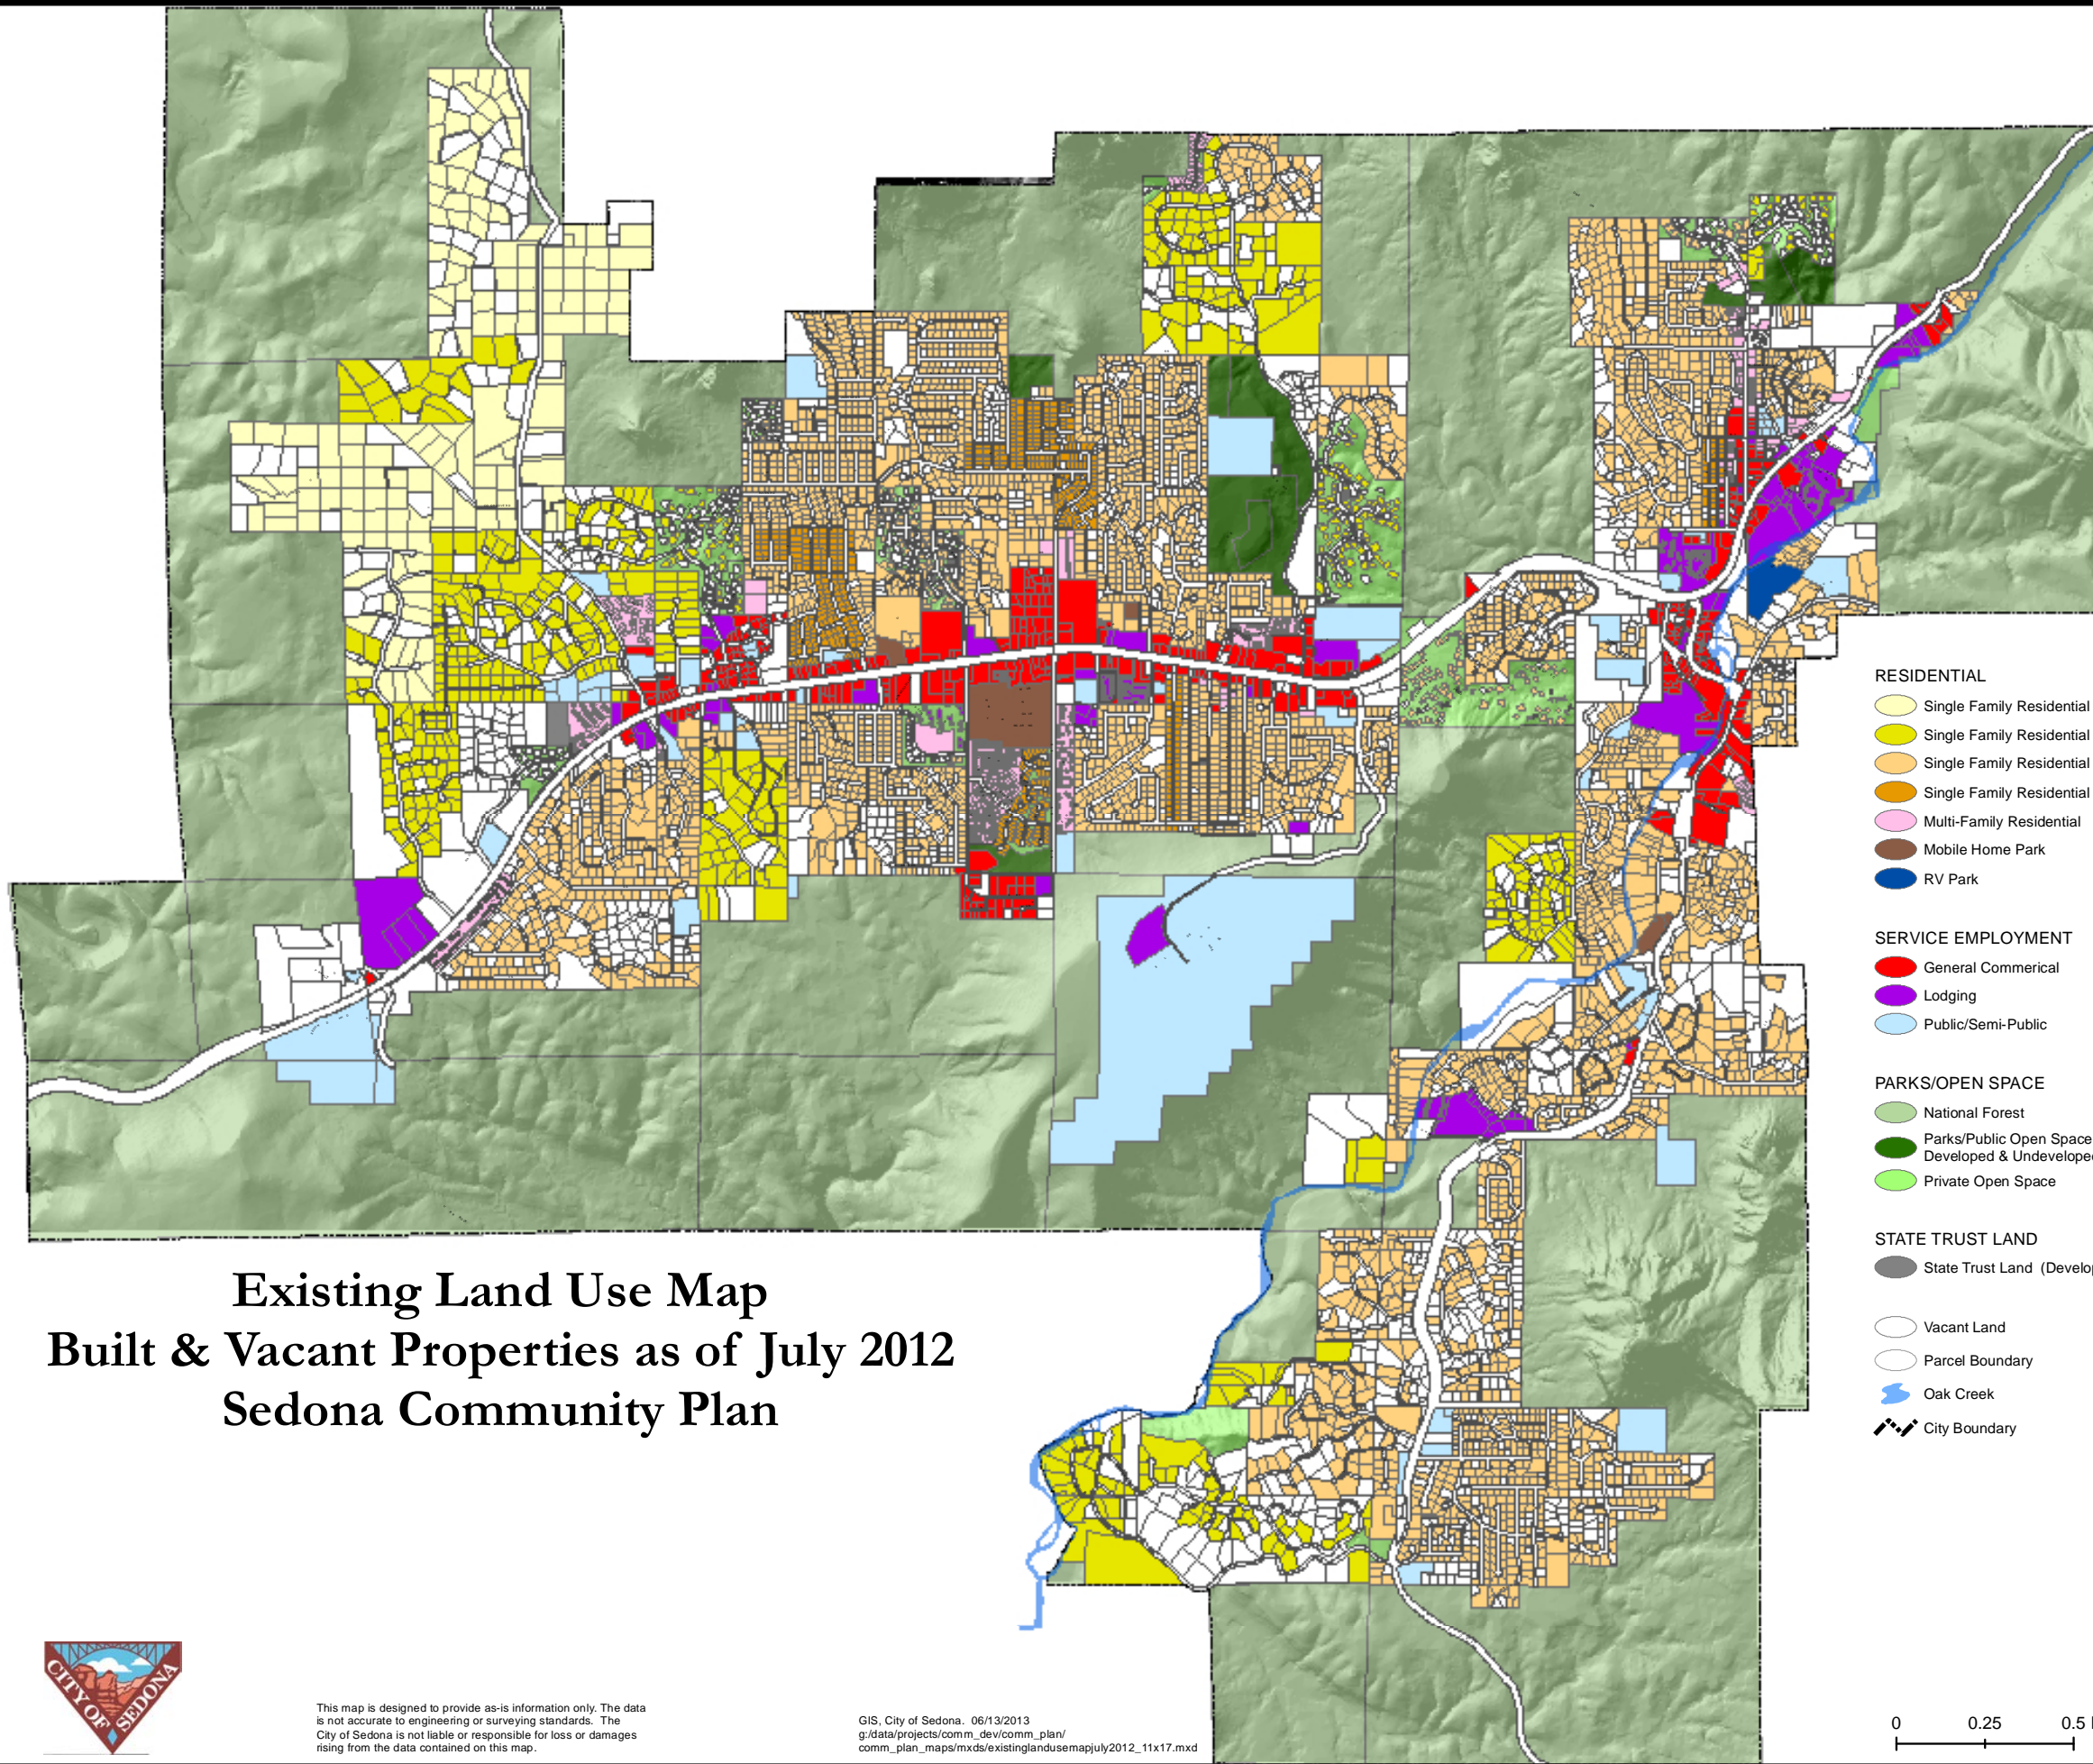 Existing Land Use Map
Built & Vacant Properties as of July 2012
Sedona Community Plan
RESIDENTIAL
Single Family Residential
Single Family Residential
Single Family Residential
Single Family Residential
Multi-Family Residential
Mobile Home Park
RV Park
SERVICE EMPLOYMENT
General Commerical
Lodging
Public/Semi-Public
PARKS/OPEN SPACE
National Forest
Parks/Public Open Space
Developed & Undevelope
Private Open Space
STATE TRUST LAND
State Trust Land (Develo
Vacant Land
Parcel Boundary
Oak Creek
City Boundary
CITY OF SEDONA
This map is designed to provide as-is information only. The data
is not accurate to engineering or surveying standards. The
City of Sedona is not liable or responsible for loss or damages
rising from the data contained on this map.
GIS, City of Sedona. 06/13/2013
g:/data/projects/comm_dev/comm_plan/
comm_plan_maps/mxds/existinglandusemapjuly2012_11x17.mxd
0 0.25 0.5